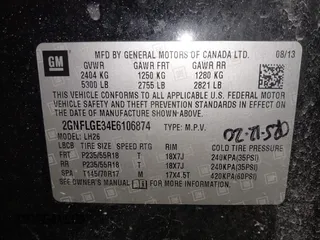 GM
MFD BY GENERAL MOTORS OF CANADA LTD. 08/13
GVWR GAWR FRT GAWR RR
2404 KG 1250 KG 1280 KG
5300 LB 2755 LB 2821 LB
THIS VEHICLE CONFORMS TO ALL APPLICABLE U.S. FEDERAL MOTOR VEHICLE SAFETY AND THEFT PREVENTION STANDARDS IN EFFECT ON THE DATE OF MANUFACTURE SHOWN ABOVE.
2GNFLGE34E6106874 TYPE: M.P.V.
MODEL: LH26
LBCB TIRE SIZE SPEED RTG RIM COLD TIRE PRESSURE
FRT P235/55R18 T 18X7J 240KPA(35PSI)
RR P235/55R18 T 18X7J 240KPA(35PSI)
SPA T145/70R17 M 17X4.5T 420KPA(60PSI)
SEE OWNER'S MANUAL FOR ADDITIONAL INFORMATION